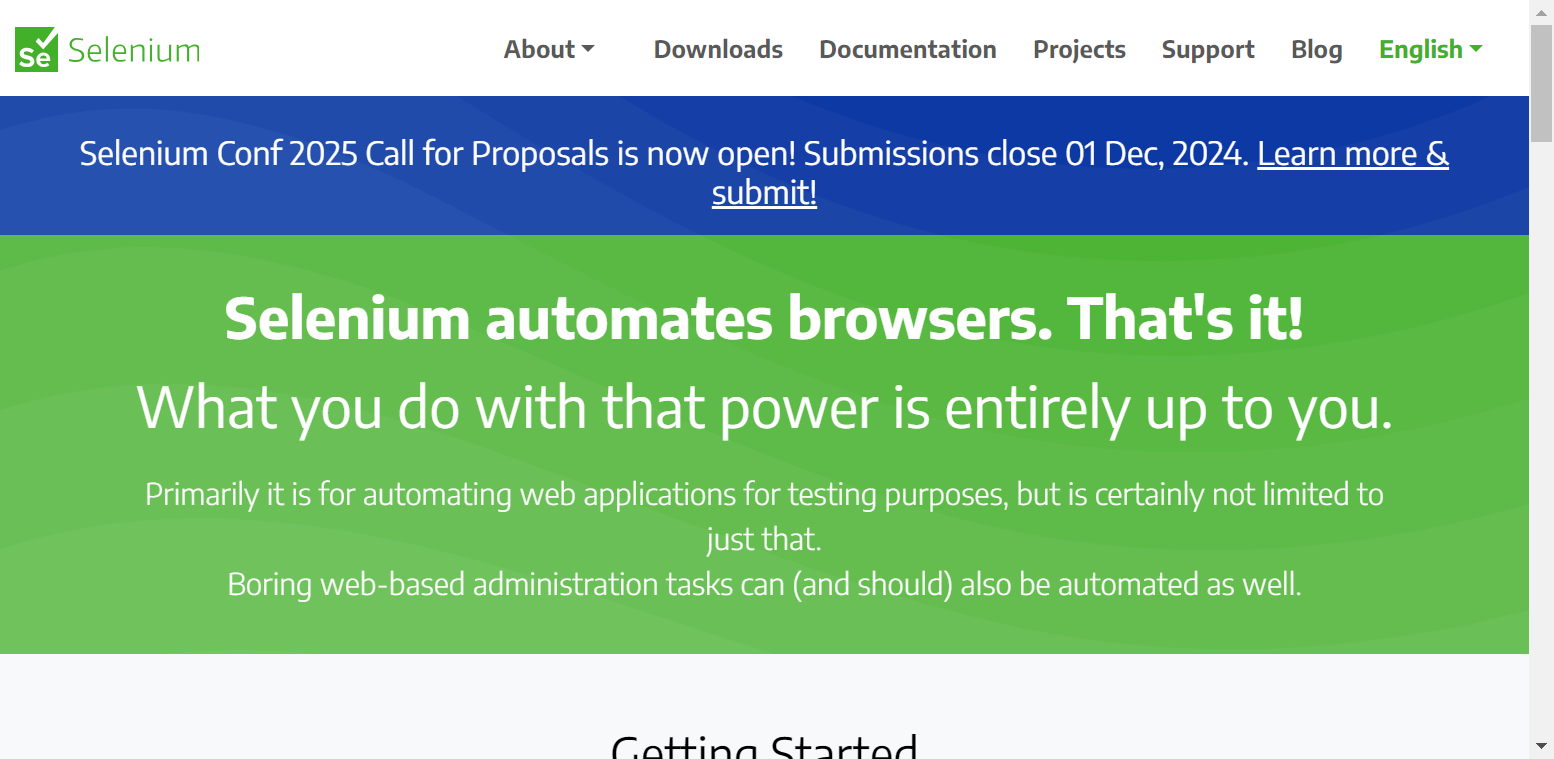 Se Selenium
About Downloads Documentation Projects Support Blog English
Selenium Conf 2025 Call for Proposals is now open! Submissions close 01 Dec, 2024. Learn more &
submit!
Selenium automates browsers. That's it!
What you do with that power is entirely up to you.
Primarily it is for automating web applications for testing purposes, but is certainly not limited to
just that.
Boring web-based administration tasks can (and should) also be automated as well.
Getting Started